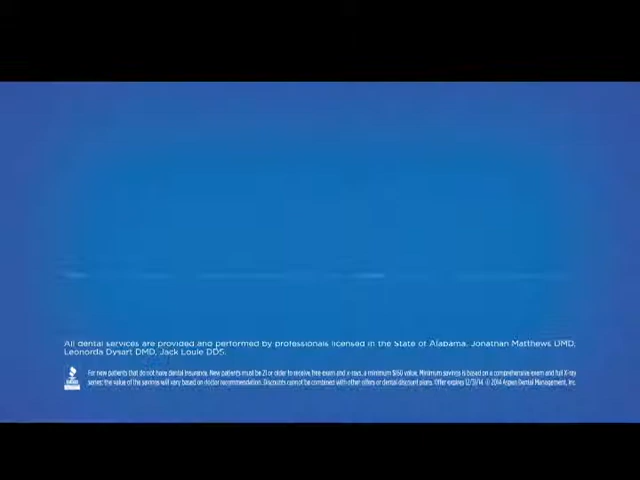 All dental services are provided and performed by professionals licensed in the State of Alabama. Jonathan Matthews DMD,
Leonorda Dysart DMD, Jack Louie DDS.
For new patients that do not have dental insurance. New patients must be 21 or older to receive free exam and x-rays, a minimum $160 value. Minimum savings is based on a comprehensive exam and full X-ray
series; the value of the savings will vary based on doctor recommendation. Discounts cannot be combined with other offers or dental discount plans. Offer expires 12/31/14 © 2014 Aspen Dental Management, Inc.